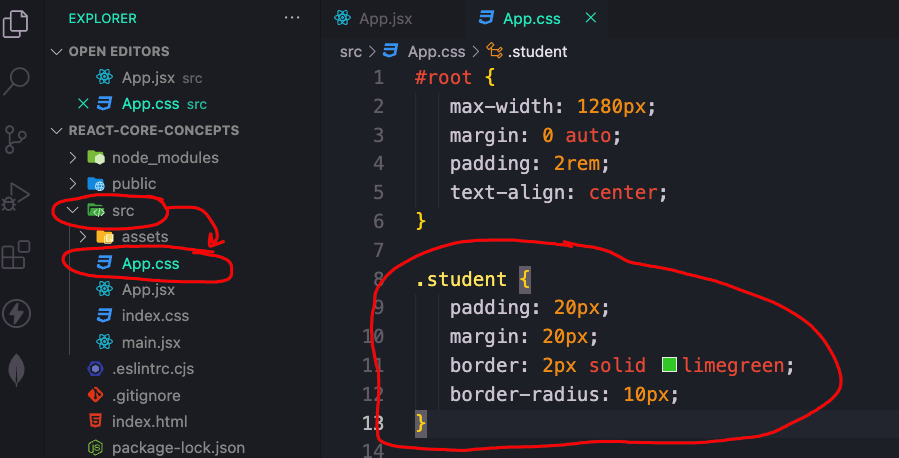 EXPLORER
...
OPEN EDITORS
App.jsx src
App.css src
REACT-CORE-CONCEPTS
node_modules
public
src
assets
App.css
App.jsx
index.css
main.jsx
.eslintrc.cjs
.gitignore
index.html
package-lock.json
App.jsx
App.css
src > App.css > .student
1 #root {
2 max-width: 1280px;
3 margin: 0 auto;
4 padding: 2rem;
5 text-align: center;
6 }
7
8 .student {
9 padding: 20px;
10 margin: 20px;
11 border: 2px solid limegreen;
12 border-radius: 10px;
13 }
14